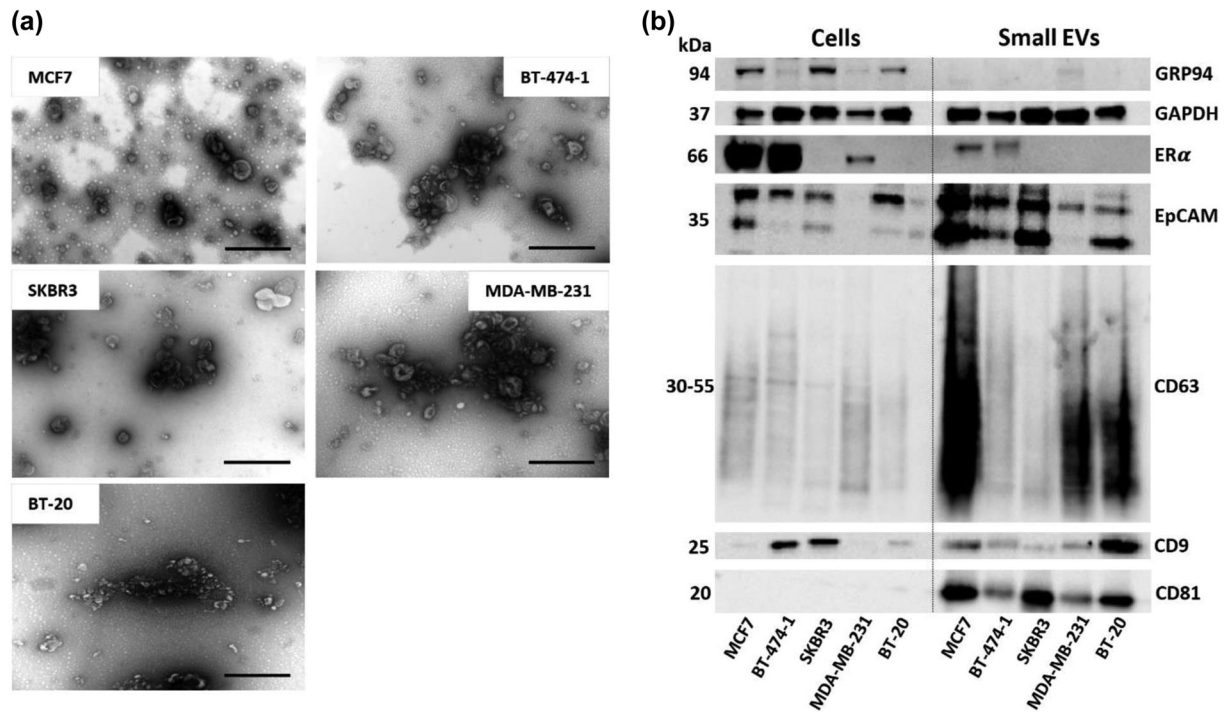 (a)
MCF7
BT-474-1
SKBR3
MDA-MB-231
BT-20
(b)
kDa
Cells
Small EVs
94
GRP94
37
GAPDH
66
ERα
35
EpCAM
30-55
CD63
25
CD9
20
CD81
MCF7
BT-474-1
SKBR3
MDA-MB-231
BT-20
MCF7
BT-474-1
SKBR3
MDA-MB-231
BT-20